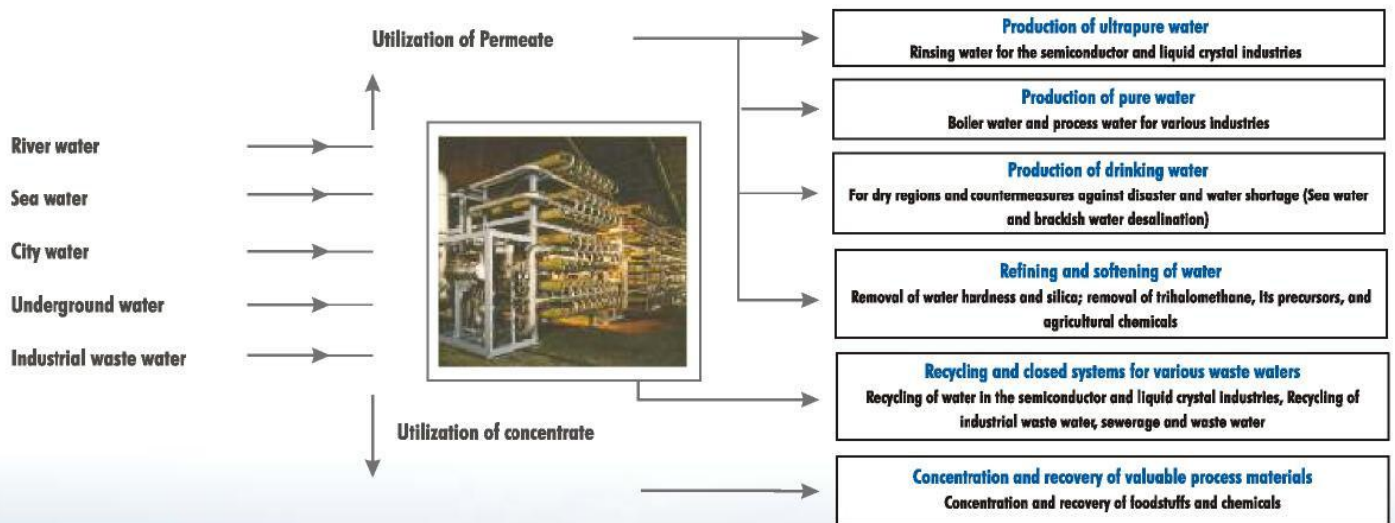 Utilization of Permeate
River water
Sea water
City water
Underground water
Industrial waste water
Utilization of concentrate
Production of ultrapure water
Rinsing water for the semiconductor and liquid crystal industries
Production of pure water
Boiler water and process water for various industries
Production of drinking water
For dry regions and countermeasures against disaster and water shortage (Sea water
and brackish water desalination)
Refining and softening of water
Removal of water hardness and silica; removal of trihalomethane, Its precursors, and
agricultural chemicals
Recycling and closed systems for various waste waters
Recycling of water in the semiconductor and liquid crystal industries, Recycling of
industrial waste water, sewerage and waste water
Concentration and recovery of valuable process materials
Concentration and recovery of foodstuffs and chemicals